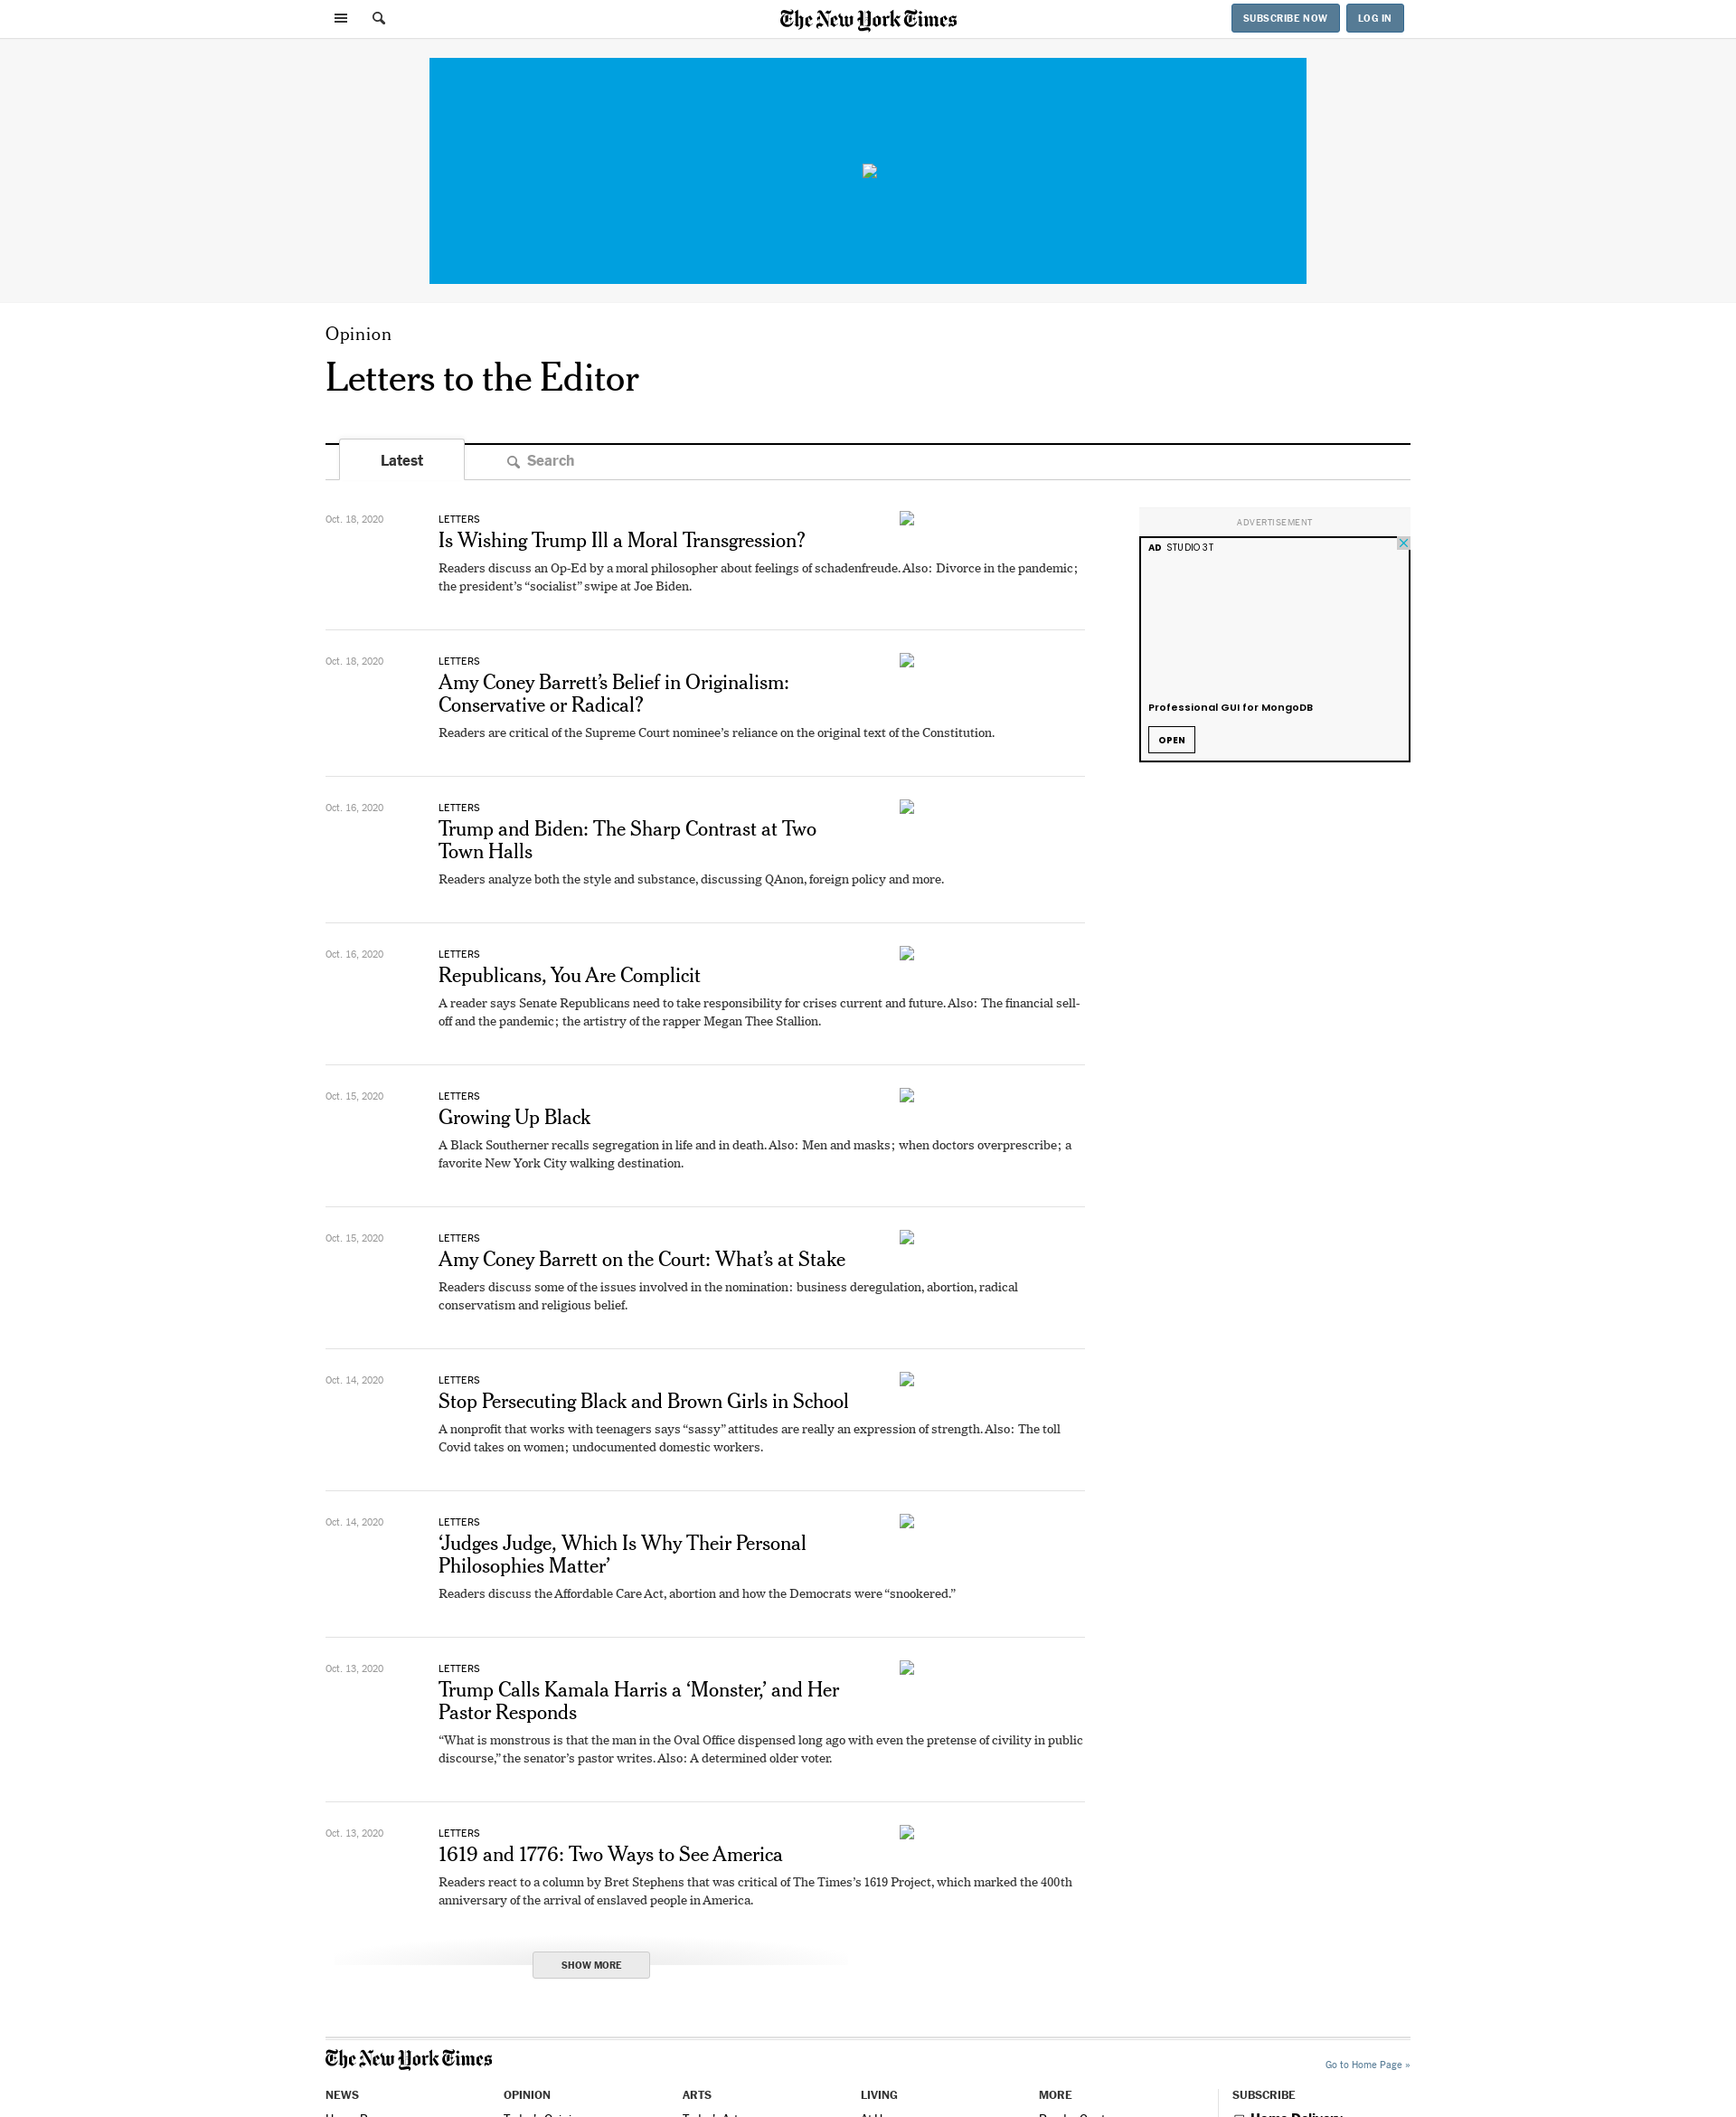 The New York Times
SUBSCRIBE NOW
LOG IN
Opinion
Letters to the Editor
Latest
Search
Oct. 18, 2020
LETTERS
Is Wishing Trump Ill a Moral Transgression?
Readers discuss an Op-Ed by a moral philosopher about feelings of schadenfreude. Also: Divorce in the pandemic;
the president’s “socialist” swipe at Joe Biden.
ADVERTISEMENT
AD STUDIO 3T
Professional GUI for MongoDB
OPEN
Oct. 18, 2020
LETTERS
Amy Coney Barrett’s Belief in Originalism:
Conservative or Radical?
Readers are critical of the Supreme Court nominee’s reliance on the original text of the Constitution.
Oct. 16, 2020
LETTERS
Trump and Biden: The Sharp Contrast at Two
Town Halls
Readers analyze both the style and substance, discussing QAnon, foreign policy and more.
Oct. 16, 2020
LETTERS
Republicans, You Are Complicit
A reader says Senate Republicans need to take responsibility for crises current and future. Also: The financial sell-
off and the pandemic; the artistry of the rapper Megan Thee Stallion.
Oct. 15, 2020
LETTERS
Growing Up Black
A Black Southerner recalls segregation in life and in death. Also: Men and masks; when doctors overprescribe; a
favorite New York City walking destination.
Oct. 15, 2020
LETTERS
Amy Coney Barrett on the Court: What’s at Stake
Readers discuss some of the issues involved in the nomination: business deregulation, abortion, radical
conservatism and religious belief.
Oct. 14, 2020
LETTERS
Stop Persecuting Black and Brown Girls in School
A nonprofit that works with teenagers says “sassy” attitudes are really an expression of strength. Also: The toll
Covid takes on women; undocumented domestic workers.
Oct. 14, 2020
LETTERS
‘Judges Judge, Which Is Why Their Personal
Philosophies Matter’
Readers discuss the Affordable Care Act, abortion and how the Democrats were “snookered.”
Oct. 13, 2020
LETTERS
Trump Calls Kamala Harris a ‘Monster,’ and Her
Pastor Responds
“What is monstrous is that the man in the Oval Office dispensed long ago with even the pretense of civility in public
discourse,” the senator’s pastor writes. Also: A determined older voter.
Oct. 13, 2020
LETTERS
1619 and 1776: Two Ways to See America
Readers react to a column by Bret Stephens that was critical of The Times’s 1619 Project, which marked the 400th
anniversary of the arrival of enslaved people in America.
SHOW MORE
The New York Times
Go to Home Page »
NEWS
OPINION
ARTS
LIVING
MORE
SUBSCRIBE
Home Delivery